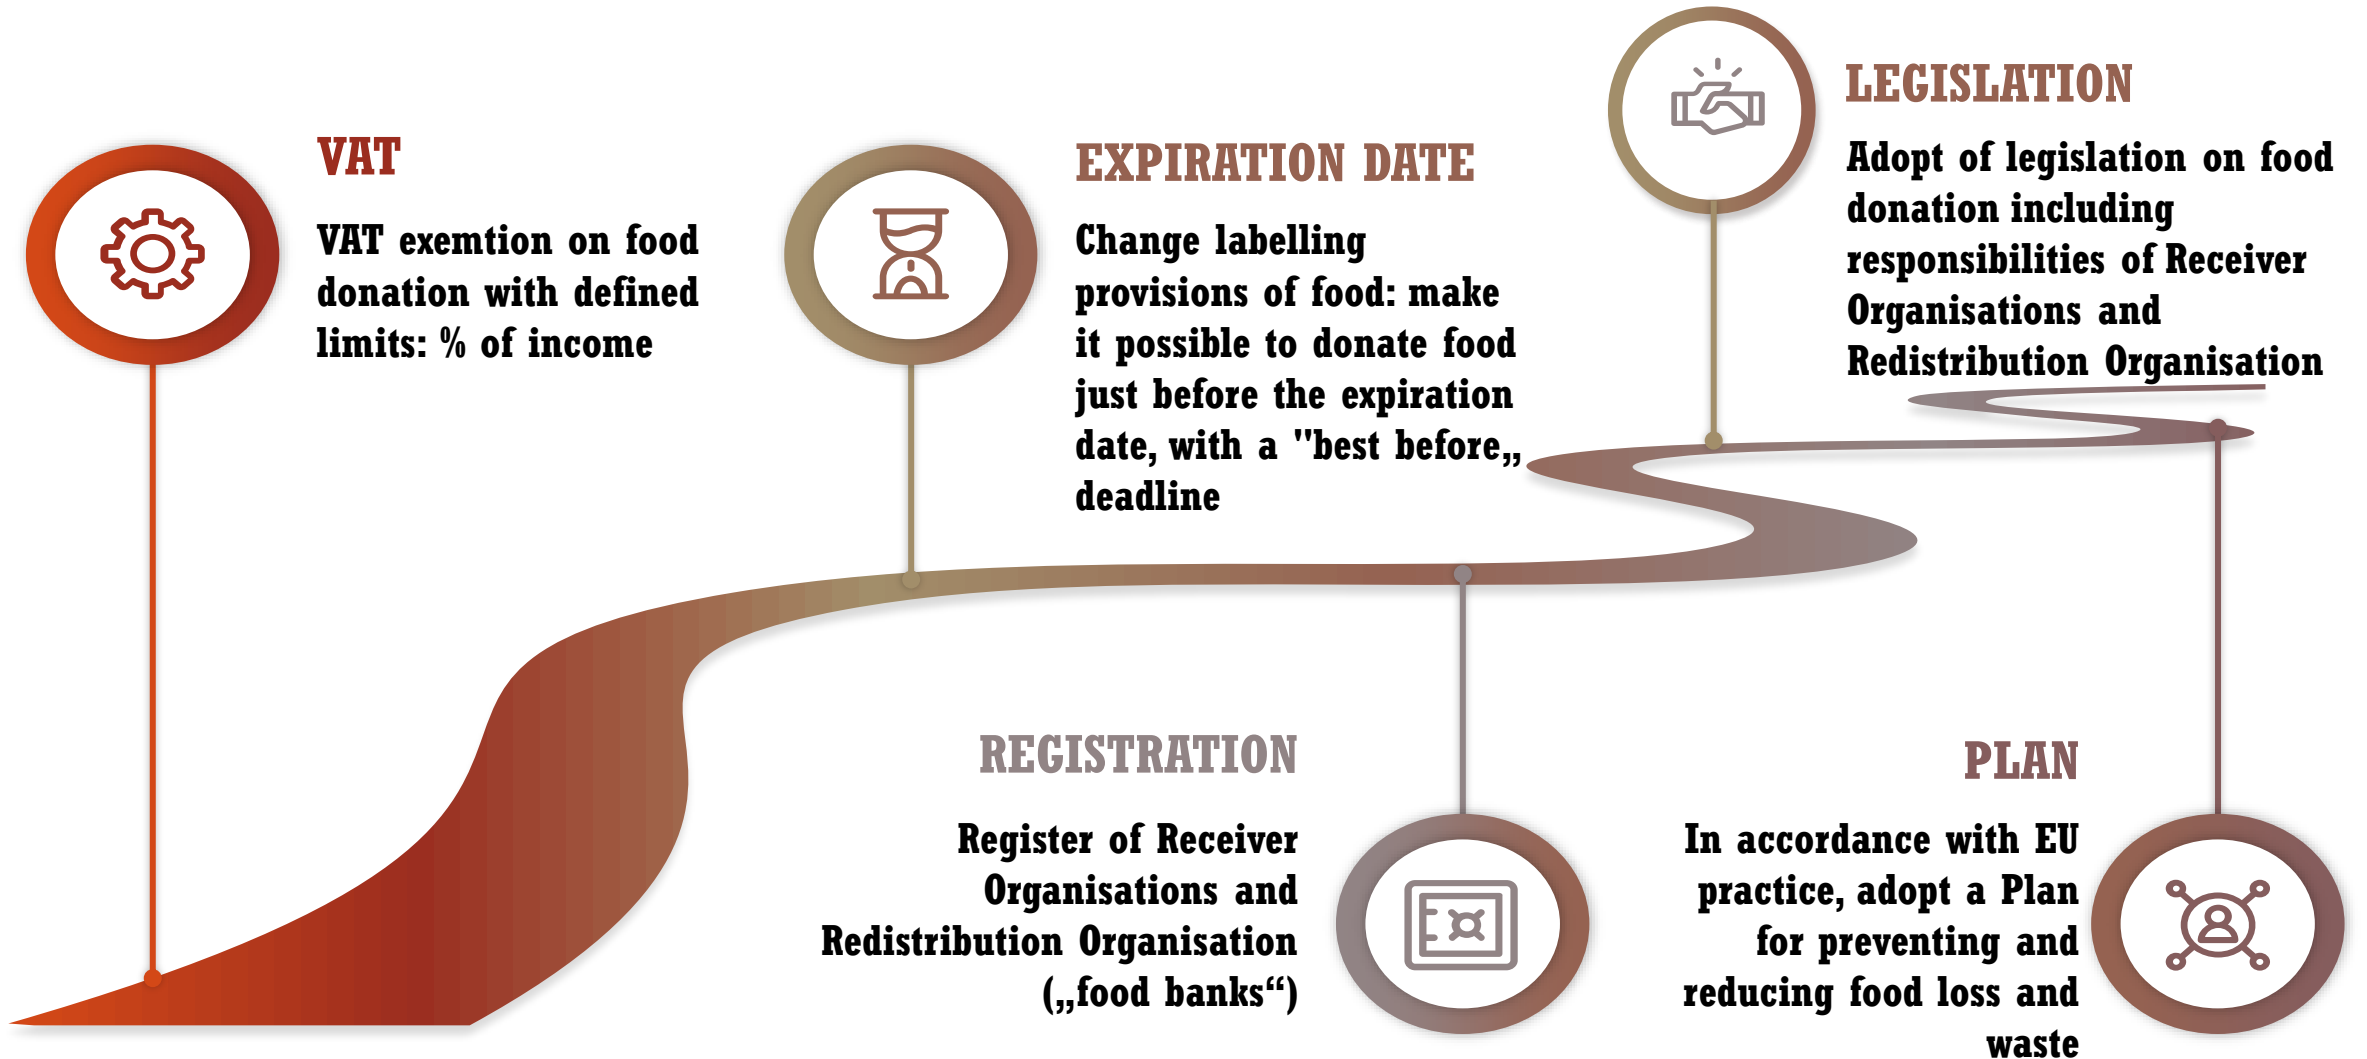 VAT
VAT exemtion on food
donation with defined
limits: % of income
EXPIRATION DATE
Change labelling
provisions of food: make
it possible to donate food
just before the expiration
date, with a "best before„
deadline
REGISTRATION
Register of Receiver
Organisations and
Redistribution Organisation
(„food banks“)
LEGISLATION
Adopt of legislation on food
donation including
responsibilities of Receiver
Organisations and
Redistribution Organisation
PLAN
In accordance with EU
practice, adopt a Plan
for preventing and
reducing food loss and
waste